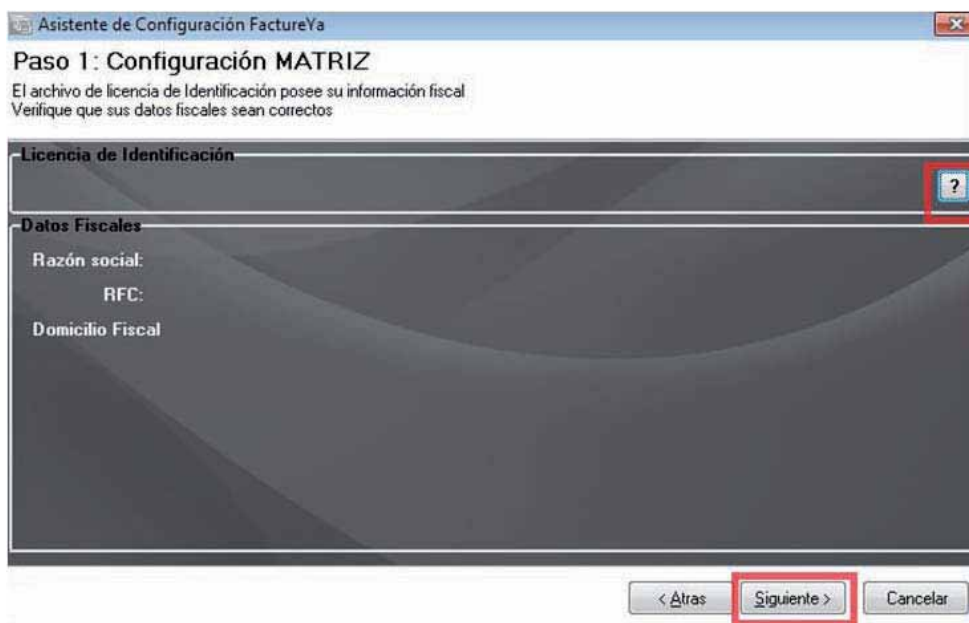 Asistente de Configuración FactureYa
Paso 1: Configuración MATRIZ
El archivo de licencia de Identificación posee su información fiscal
Verifique que sus datos fiscales sean correctos
Licencia de Identificación
?
Datos Fiscales
Razón social:
RFC:
Domicilio Fiscal
< Atras Siguiente > Cancelar